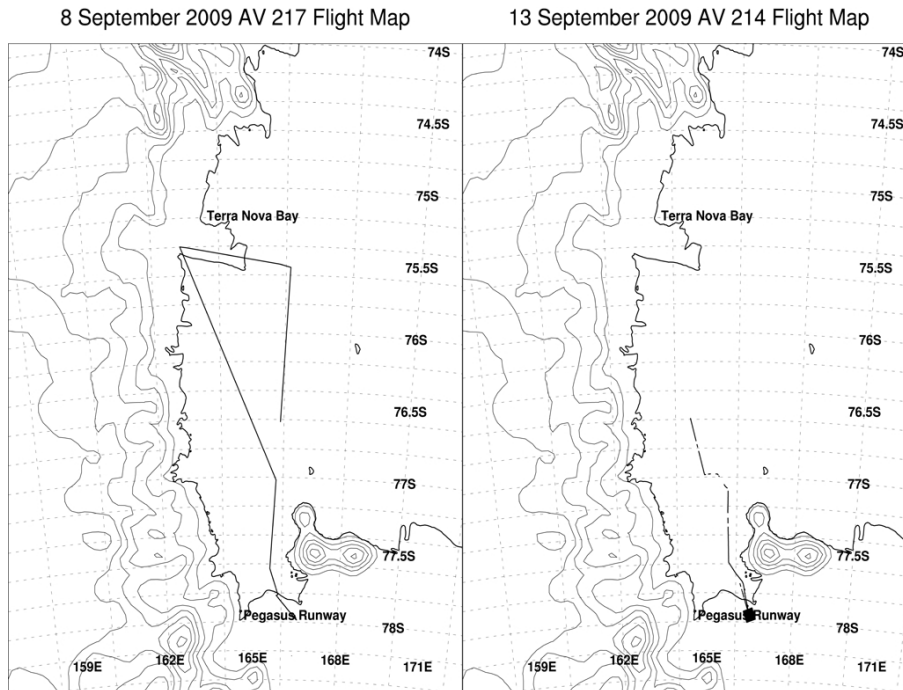 8 September 2009 AV 217 Flight Map
74S
74.5S
75S
Terra Nova Bay
75.5S
76S
76.5S
77S
77.5S
Pegasus Runway
78S
159E
162E
165E
168E
171E
13 September 2009 AV 214 Flight Map
74S
74.5S
75S
Terra Nova Bay
75.5S
76S
76.5S
77S
77.5S
Pegasus Runway
78S
159E
162E
165E
168E
171E